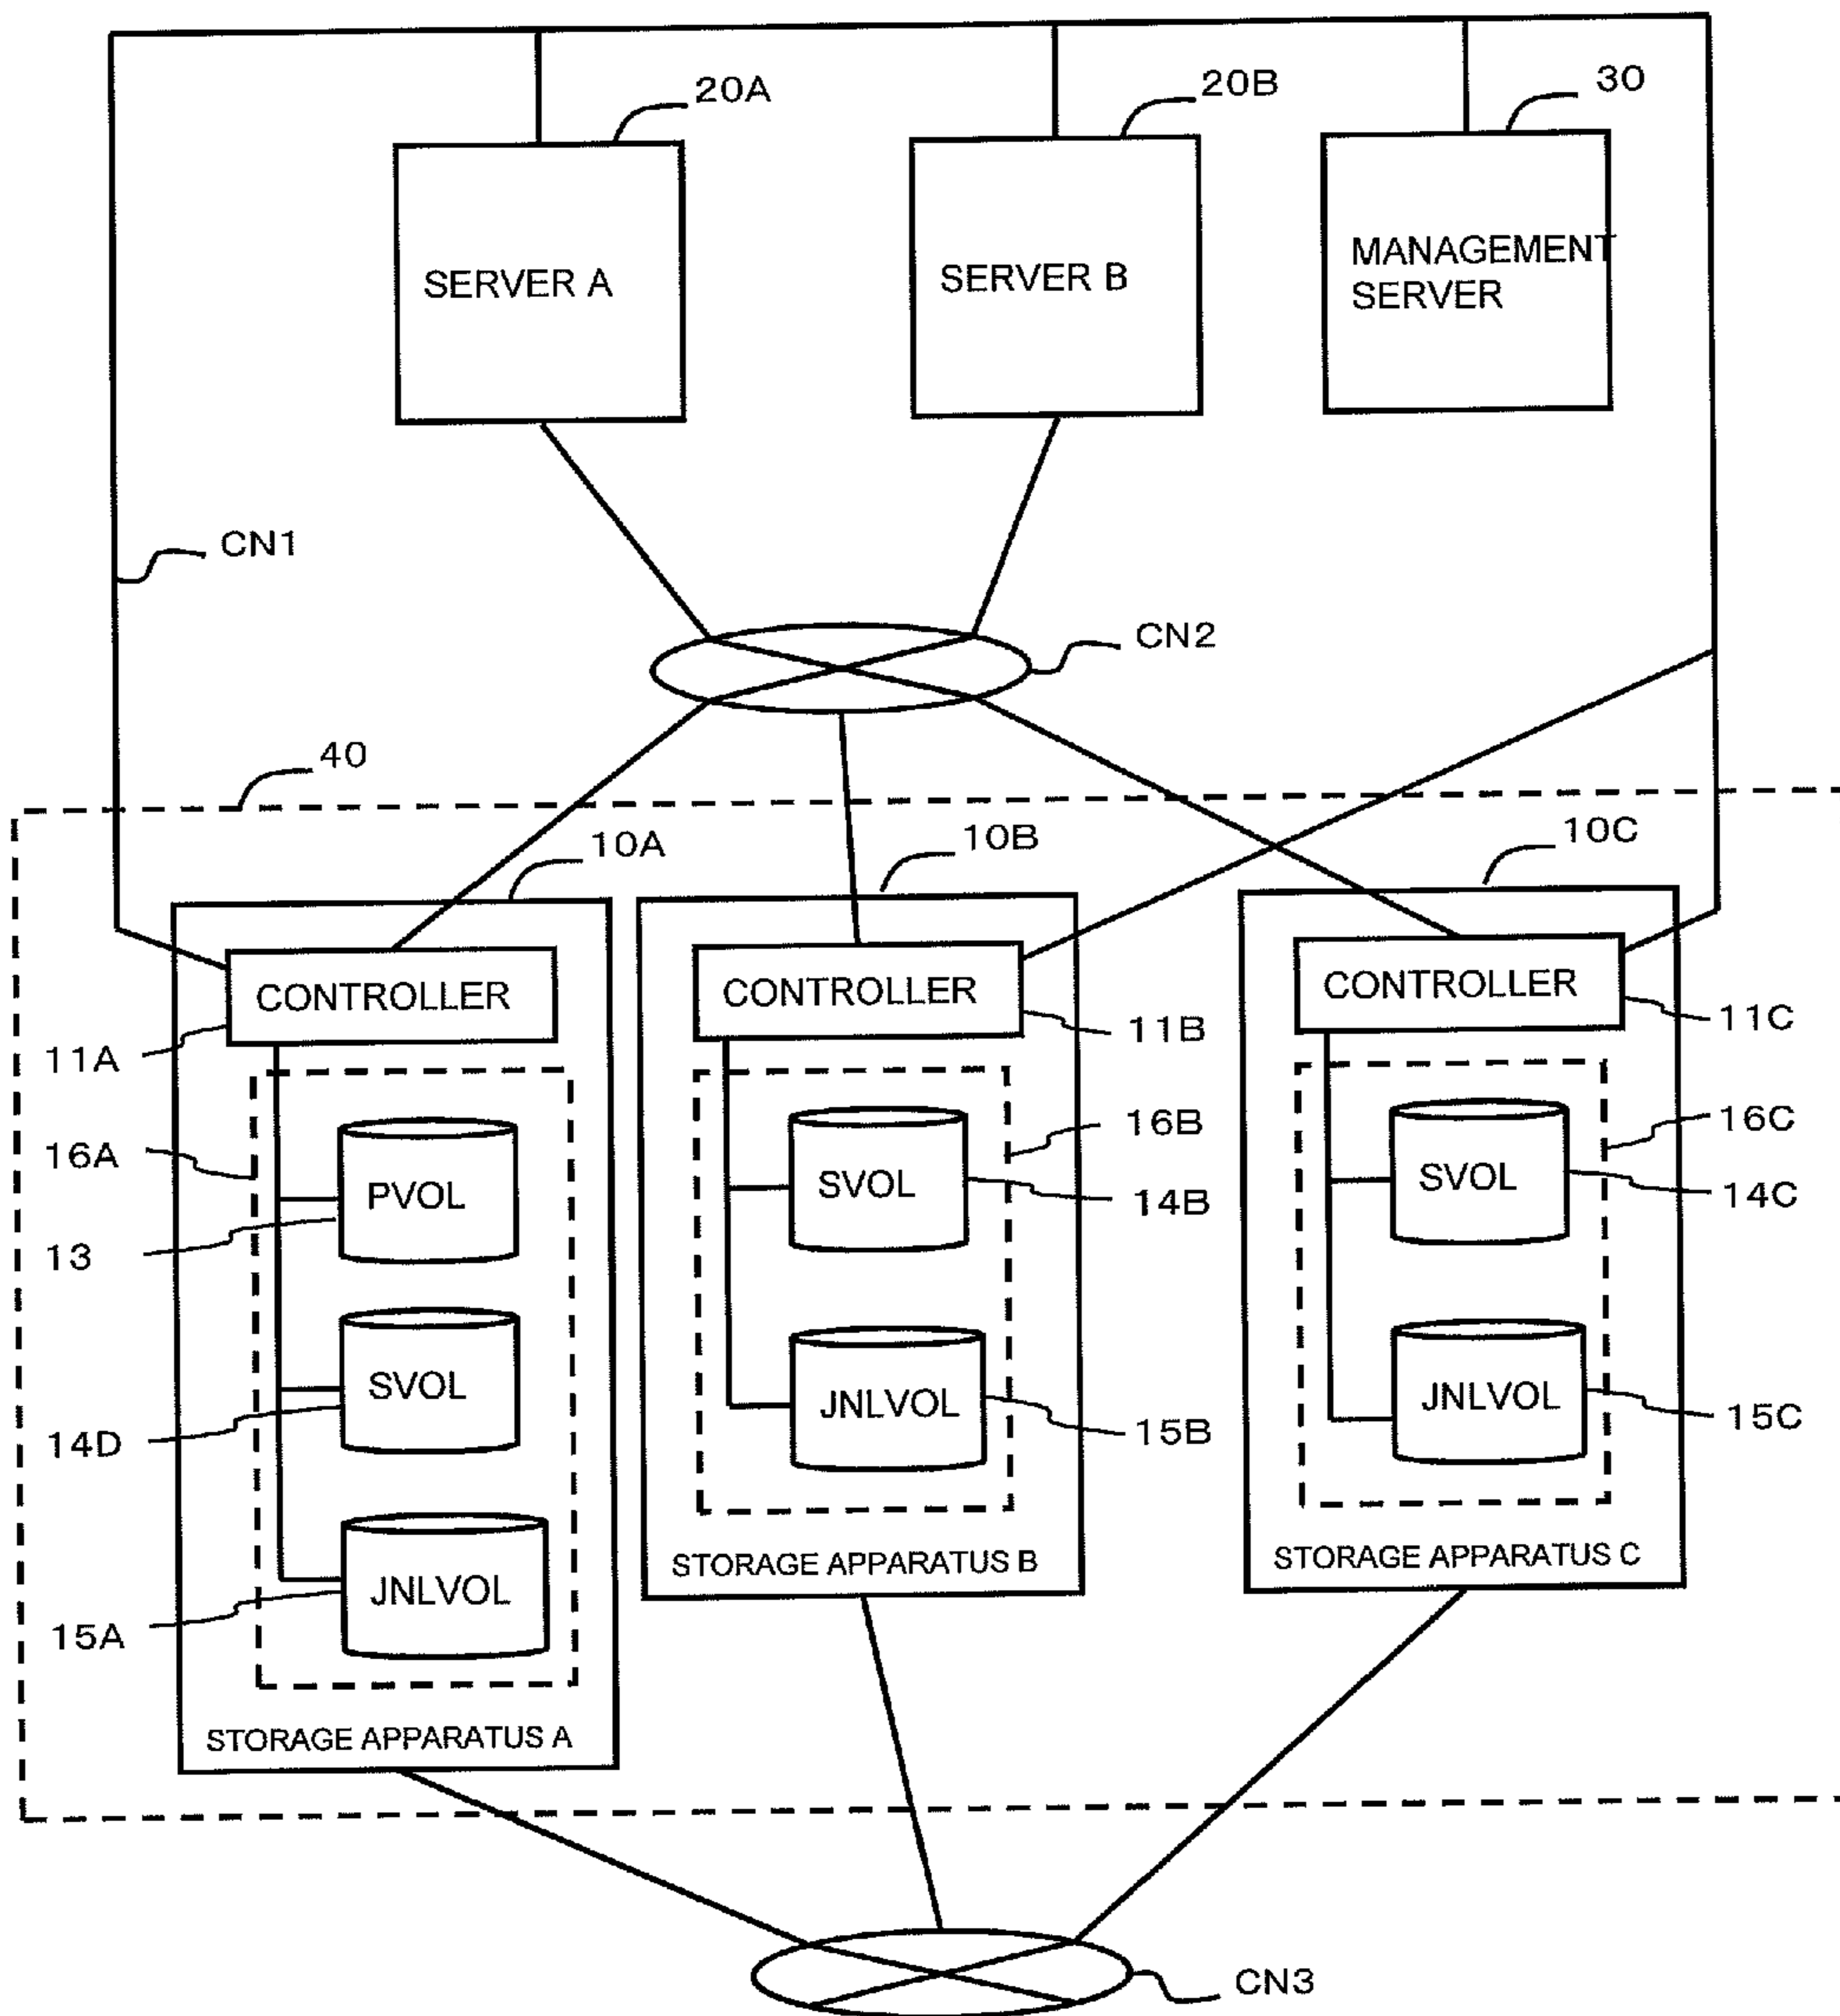 20A
20B
30
SERVER A
SERVER B
MANAGEMENT
SERVER
CN1
CN2
40
10A
10B
10C
CONTROLLER
CONTROLLER
CONTROLLER
11A
11B
11C
16A
PVOL
13
SVOL
16B
14B
SVOL
16C
14C
SVOL
14D
JNLVOL
15B
JNLVOL
15C
JNLVOL
15A
STORAGE APPARATUS A
STORAGE APPARATUS B
STORAGE APPARATUS C
CN3